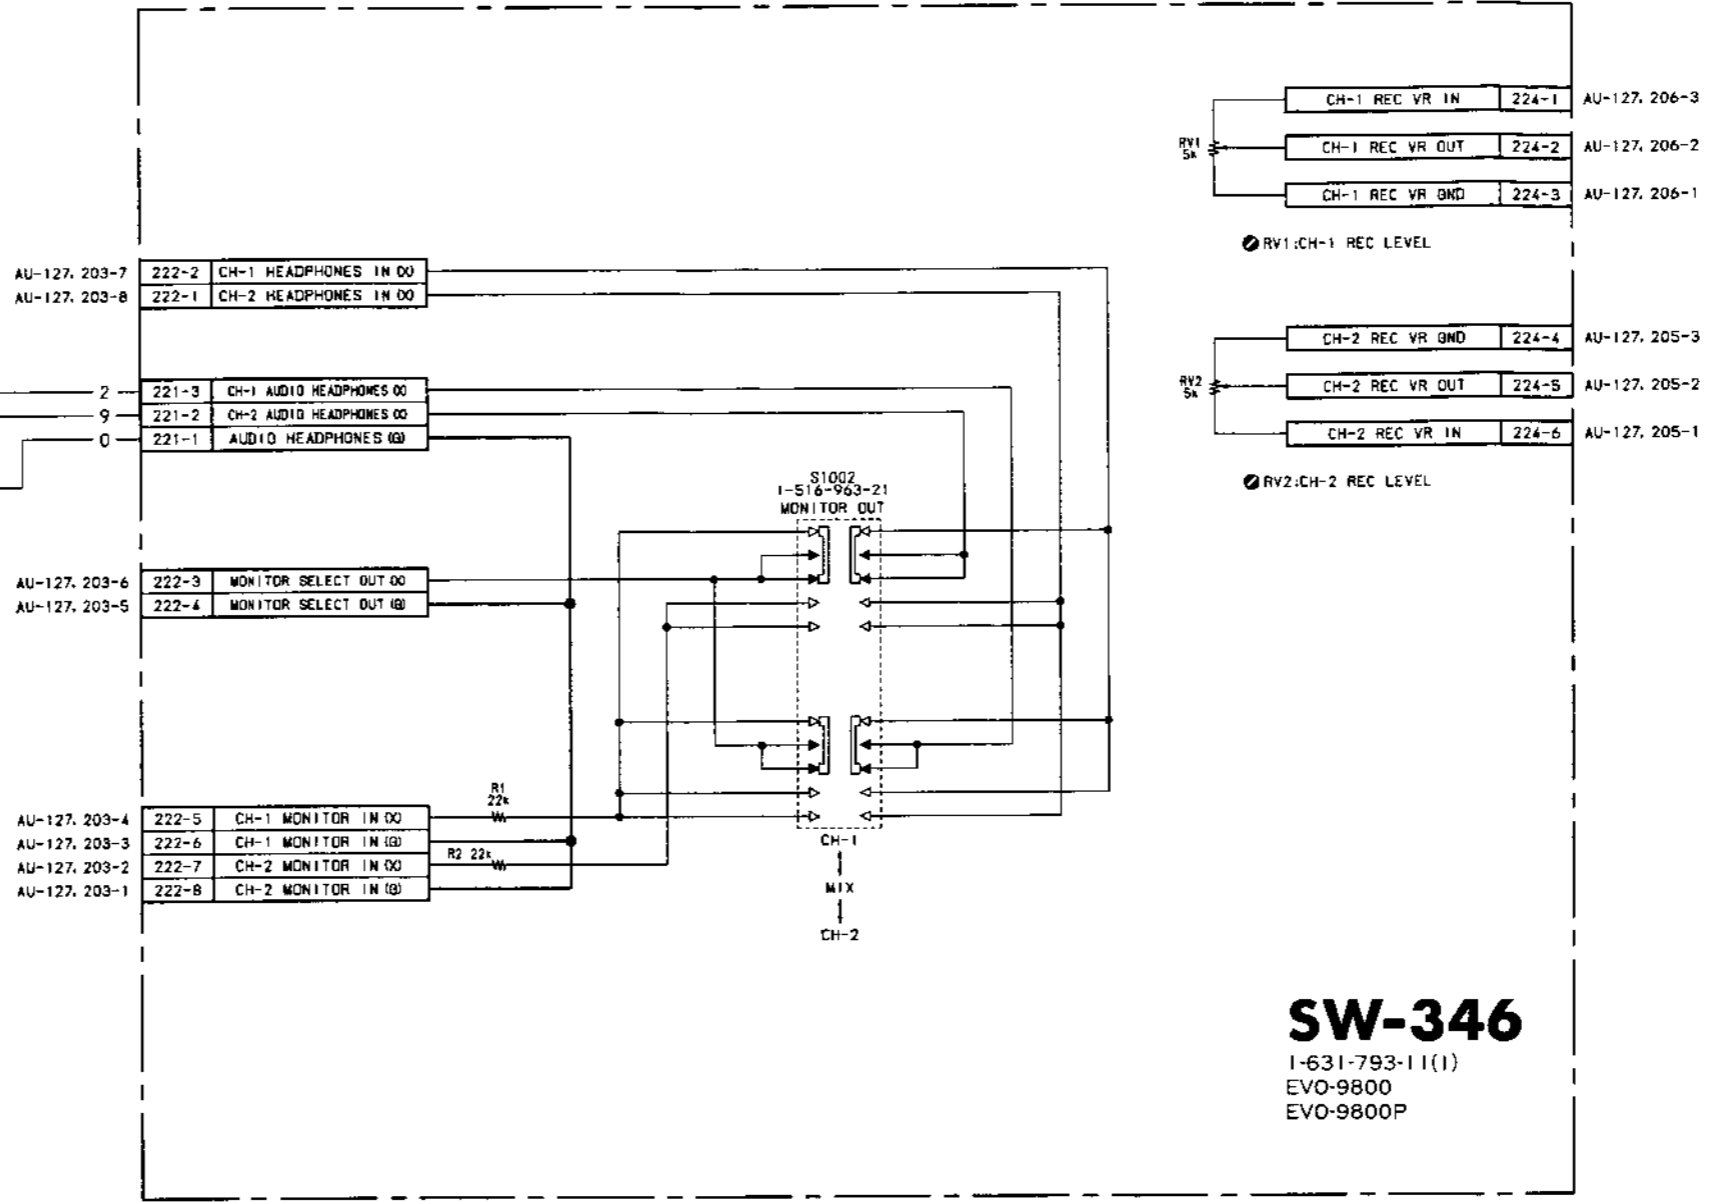 CH-1 REC VR IN 224-1 AU-127. 206-3
RV1 CH-1 REC VR OUT 224-2 AU-127. 206-2
5k
CH-1 REC VR GND 224-3 AU-127. 206-1
RV1:CH-1 REC LEVEL
AU-127. 203-7 222-2 CH-1 HEADPHONES IN (X)
AU-127. 203-8 222-1 CH-2 HEADPHONES IN (X)
CH-2 REC VR GND 224-4 AU-127. 205-3
RV2 CH-2 REC VR OUT 224-5 AU-127. 205-2
5k
CH-2 REC VR IN 224-6 AU-127. 205-1
RV2:CH-2 REC LEVEL
2 221-3 CH-1 AUDIO HEADPHONES (X)
9 221-2 CH-2 AUDIO HEADPHONES (X)
0 221-1 AUDIO HEADPHONES (G)
S1002
1-516-963-21
MONITOR OUT
AU-127. 203-6 222-3 MONITOR SELECT OUT (X)
AU-127. 203-5 222-4 MONITOR SELECT OUT (G)
R1
22k
AU-127. 203-4 222-5 CH-1 MONITOR IN (X)
AU-127. 203-3 222-6 CH-1 MONITOR IN (G)
R2 22k
AU-127. 203-2 222-7 CH-2 MONITOR IN (X)
AU-127. 203-1 222-8 CH-2 MONITOR IN (G)
CH-1
MIX
CH-2
SW-346
1-631-793-11(1)
EVO-9800
EVO-9800P